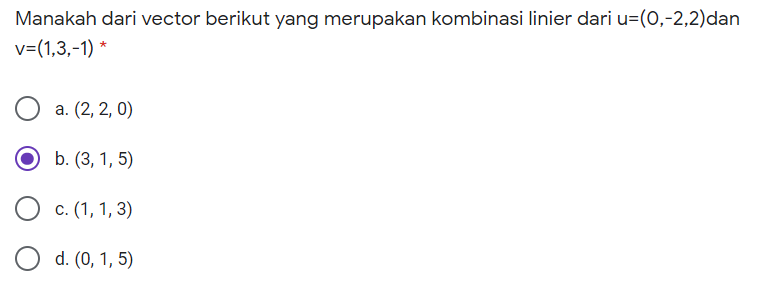 Manakah dari vector berikut yang merupakan kombinasi linier dari u=(0,-2,2)dan
v=(1,3,-1) *
a. (2, 2, 0)
b. (3, 1, 5)
c. (1, 1, 3)
d. (0, 1, 5)